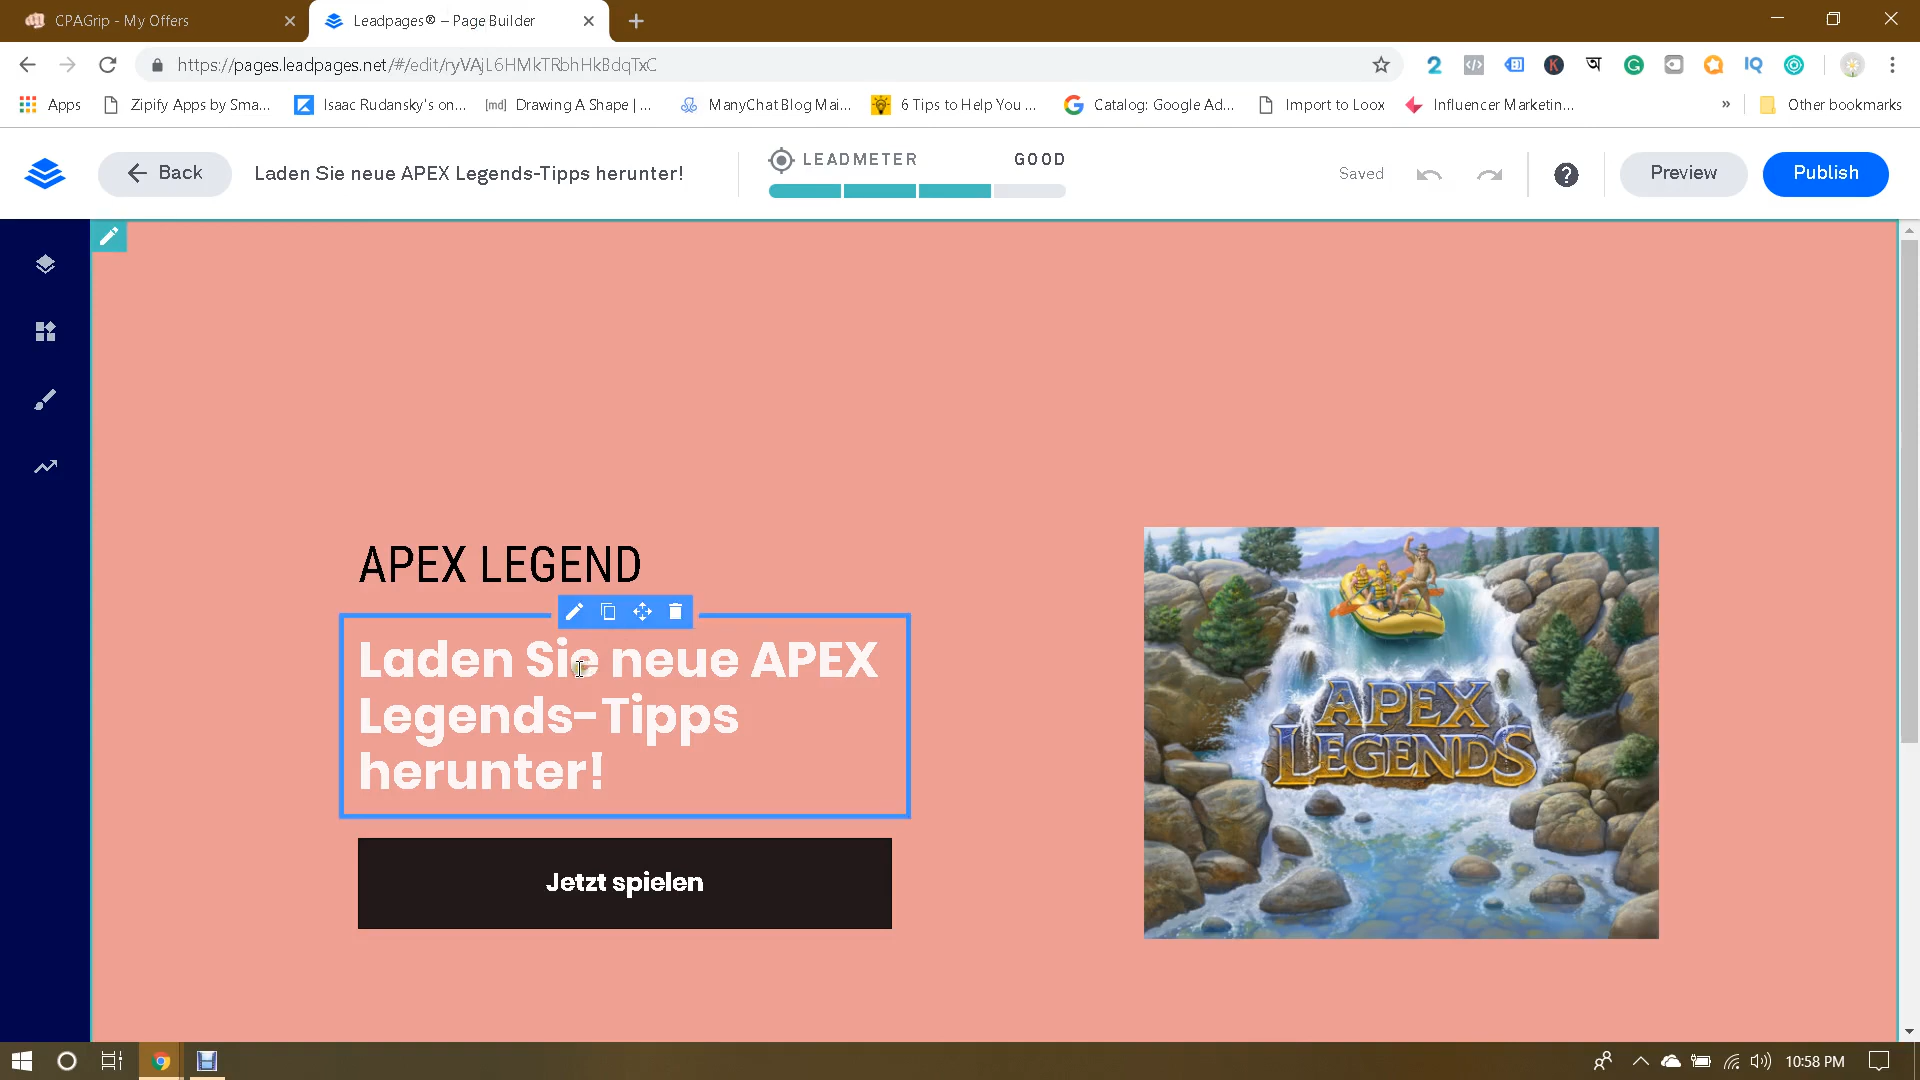 CPAGrip - My Offers
Leadpages® – Page Builder
https://pages.leadpages.net/#/edit/ryVAjL6HMkTRbhHkBdqTxC
Apps
Zipify Apps by Sma...
Isaac Rudansky's on...
[md] Drawing A Shape | ...
ManyChat Blog Mai...
6 Tips to Help You ...
Catalog: Google Ad...
Import to Loox
Influencer Marketin...
»
Other bookmarks
Back
Laden Sie neue APEX Legends-Tipps herunter!
LEADMETER
GOOD
Saved
Preview
Publish
APEX LEGEND
Laden Sie neue APEX
Legends-Tipps
herunter!
Jetzt spielen
APEX
LEGENDS
10:58 PM